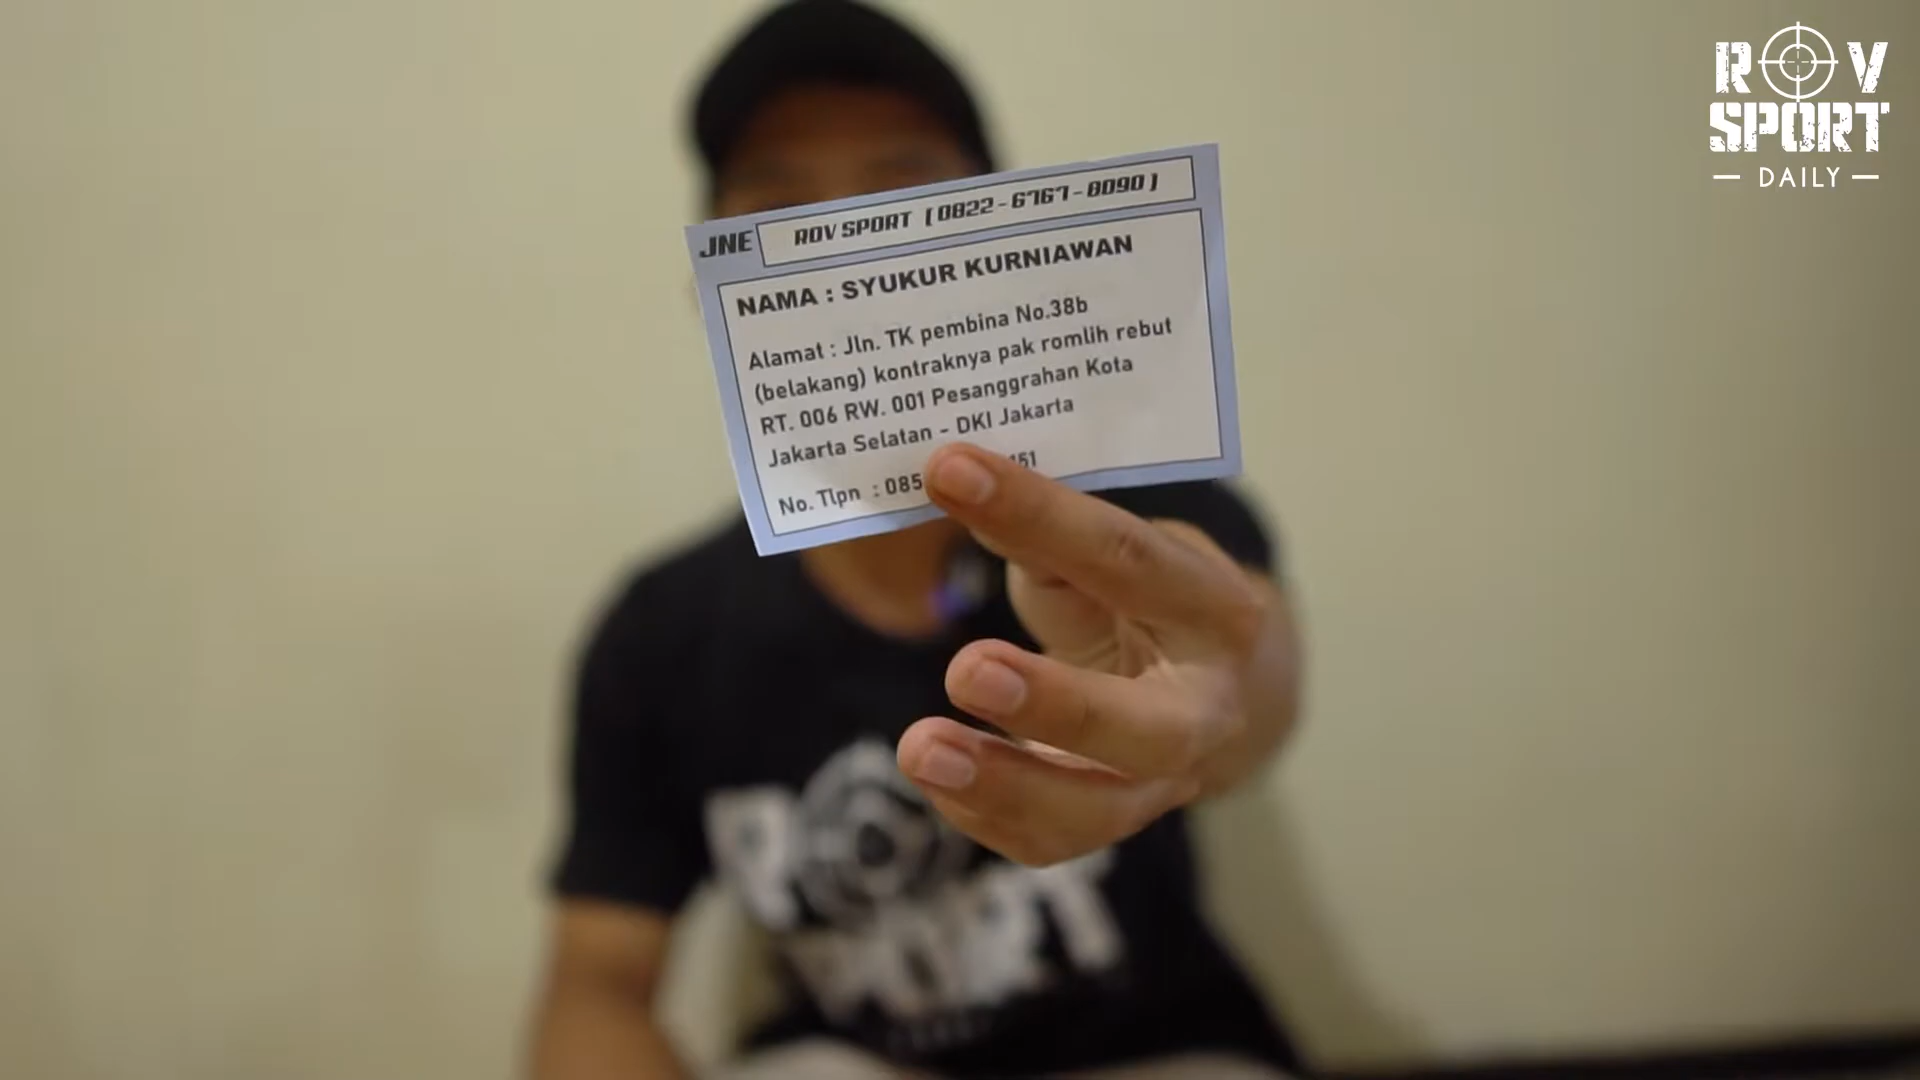 ROV
SPORT
DAILY
JNE
ROV SPORT [ 0822 - 6767 - 8090 ]
NAMA : SYUKUR KURNIAWAN
Alamat : Jln. TK pembina No.38b
(belakang) kontraknya pak romlih rebut
RT. 006 RW. 001 Pesanggrahan Kota
Jakarta Selatan - DKI Jakarta
No. Tlpn : 085 151